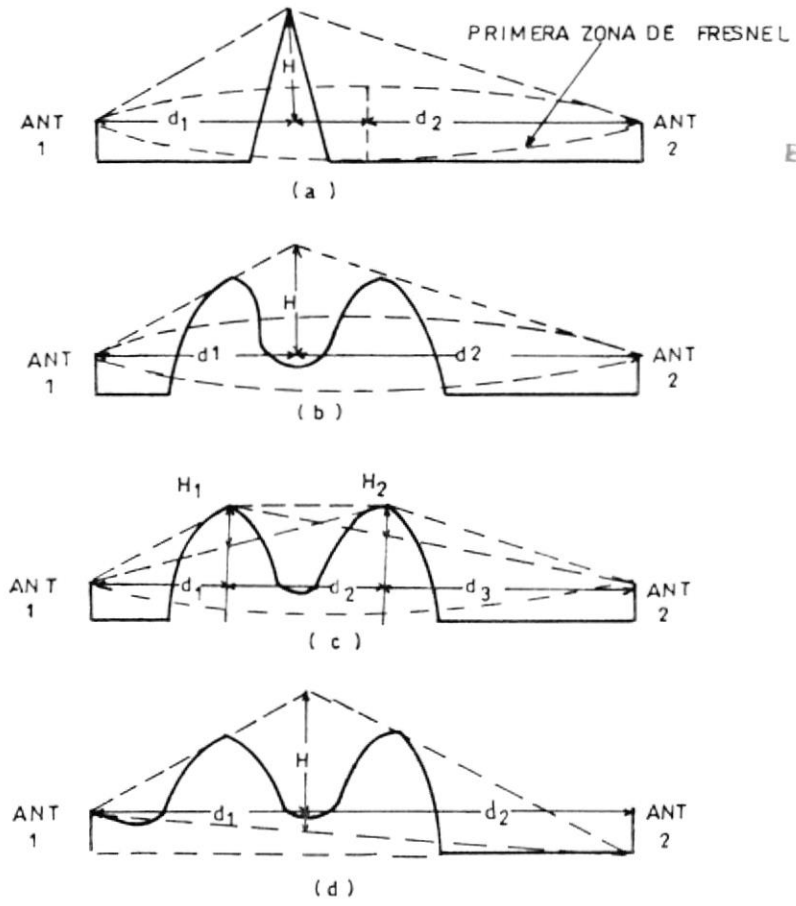 PRIMERA ZONA DE FRESNEL
H
ANT
1
d1
d2
ANT
2
E
(a)
H
ANT
1
d1
d2
ANT
2
(b)
H1
H2
ANT
1
d1
d2
d3
ANT
2
(c)
H
ANT
1
d1
d2
ANT
2
(d)